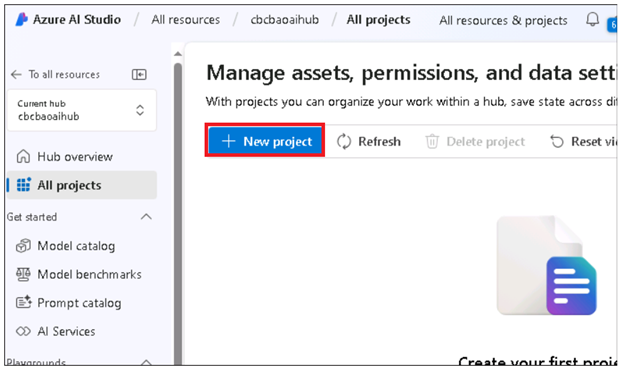 Azure AI Studio / All resources / cbcbaoaihub / All projects All resources & projects 6
To all resources
Current hub
cbcbaoaihub
Hub overview
All projects
Get started
Model catalog
Model benchmarks
Prompt catalog
AI Services
Playgrounds
Manage assets, permissions, and data setti
With projects you can organize your work within a hub, save state across dif
New project Refresh Delete project Reset vi
Create your first proje